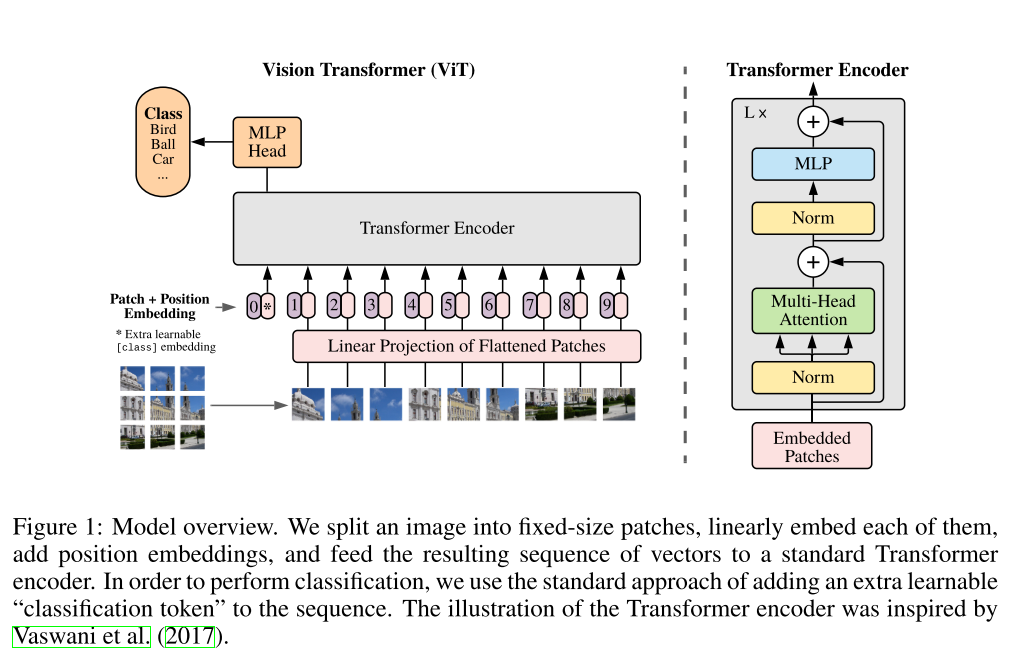 Vision Transformer (ViT)
Class
Bird
Ball
Car
...
MLP
Head
Transformer Encoder
Patch + Position
Embedding
* Extra learnable
[class] embedding
0 * 1 2 3 4 5 6 7 8 9
Linear Projection of Flattened Patches
Transformer Encoder
L x
+
MLP
Norm
+
Multi-Head
Attention
Norm
Embedded
Patches
Figure 1: Model overview. We split an image into fixed-size patches, linearly embed each of them,
add position embeddings, and feed the resulting sequence of vectors to a standard Transformer
encoder. In order to perform classification, we use the standard approach of adding an extra learnable
“classification token” to the sequence. The illustration of the Transformer encoder was inspired by
Vaswani et al. (2017).